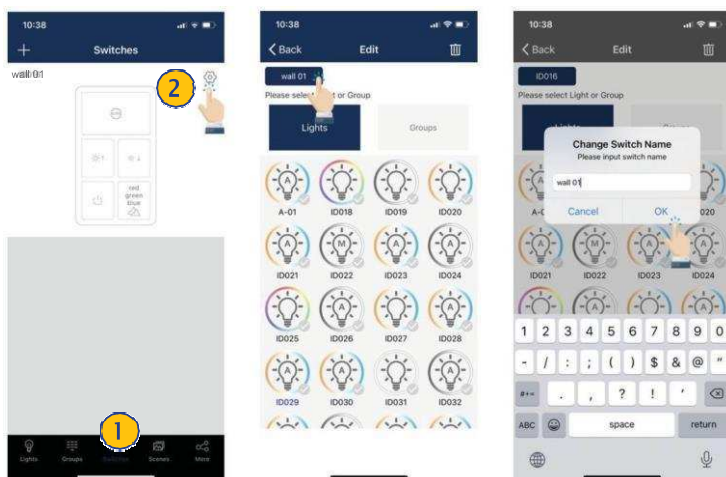 10:38
Switches
wall 01
2
red
green
blue
1
Lights
Groups
Switches
Scenes
More
10:38
Back
Edit
wall 01
Please select Light or Group
Lights
Groups
A-01
ID018
ID019
ID020
ID021
ID022
ID023
ID024
ID025
ID026
ID027
ID028
ID029
ID030
ID031
ID032
10:38
Back
Edit
ID016
Please select Light or Group
Change Switch Name
Please input switch name
wall 01
Cancel
OK
ID021
ID022
ID023
ID024
1 2 3 4 5 6 7 8 9 0
- / : ; ( ) $ & @ "
#+= . , ? ! '
ABC space return